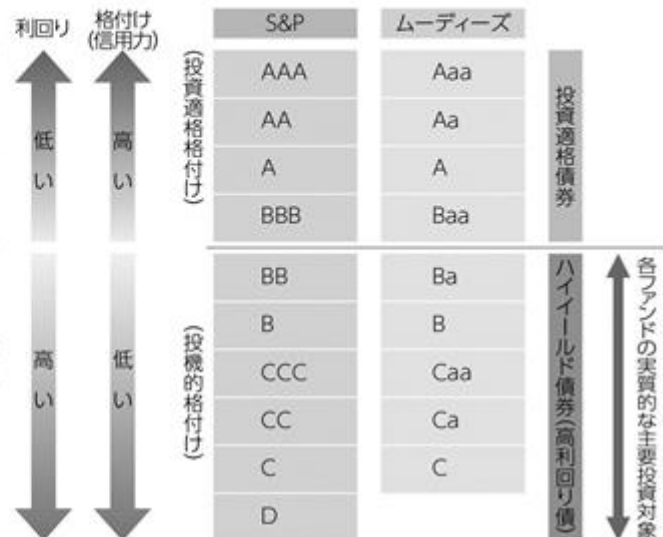 利回り
格付け
(信用力)
S&P
ムーディーズ
低い
高い
(投資適格格付け)
AAA
Aaa
AA
Aa
A
A
BBB
Baa
投資適格債券
高い
低い
(投機的格付け)
BB
Ba
B
B
CCC
Caa
CC
Ca
C
C
D
ハイイールド債券(高利回り債)
各ファンドの実質的な主要投資対象